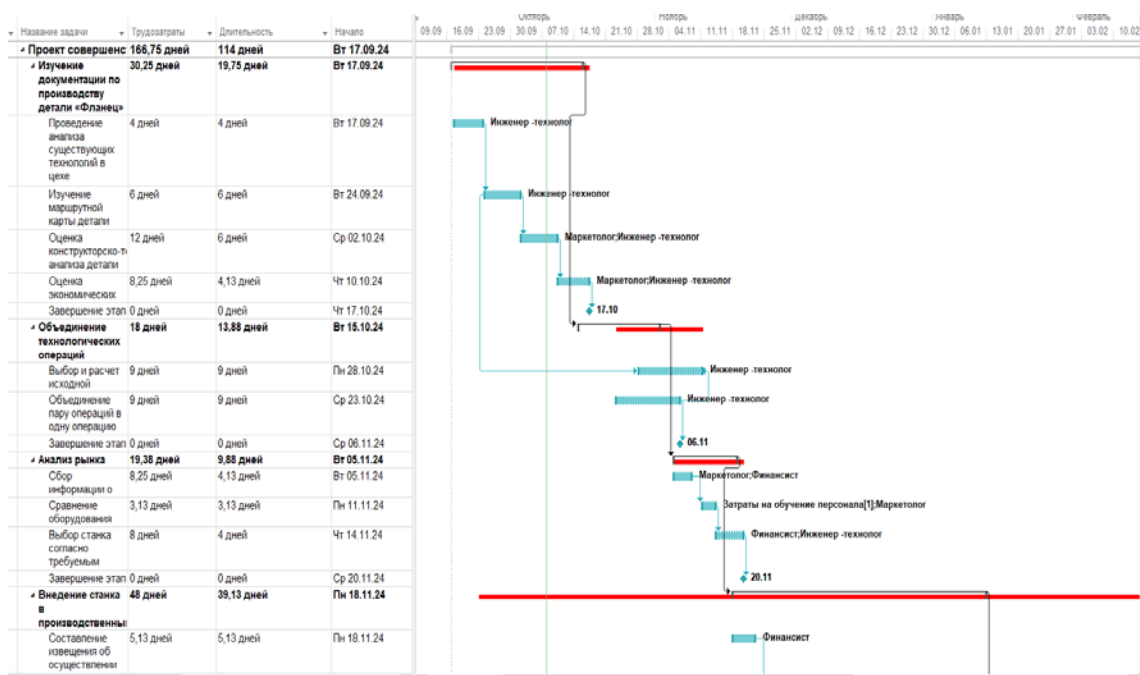 Октябрь Ноябрь Декабрь Январь Февраль
Название задачи Трудозатраты Длительность Начало 09.09 16.09 23.09 30.09 07.10 14.10 21.10 28.10 04.11 11.11 18.11 25.11 02.12 09.12 16.12 23.12 30.12 06.01 13.01 20.01 27.01 03.02 10.02
Проект совершенс 166,75 дней 114 дней Вт 17.09.24
Изучение 30,25 дней 19,75 дней Вт 17.09.24
документации по
производству
детали «Фланец»
Проведение 4 дней 4 дней Вт 17.09.24 Инженер -технолог
анализа
существующих
технологий в
цехе
Изучение 6 дней 6 дней Вт 24.09.24 Инженер -технолог
маршрутной
карты детали
Оценка 12 дней 6 дней Ср 02.10.24 Маркетолог;Инженер -технолог
конструкторско-т
анализа детали
Оценка 8,25 дней 4,13 дней Чт 10.10.24 Маркетолог;Инженер -технолог
экономических
Завершение этап 0 дней 0 дней Чт 17.10.24 17.10
Объединение 18 дней 13,88 дней Вт 15.10.24
технологических
операций
Выбор и расчет 9 дней 9 дней Пн 28.10.24 Инженер -технолог
исходной
Объединение 9 дней 9 дней Ср 23.10.24 Инженер -технолог
пару операций в
одну операцию
Завершение этап 0 дней 0 дней Ср 06.11.24 06.11
Анализ рынка 19,38 дней 9,88 дней Вт 05.11.24
Сбор 8,25 дней 4,13 дней Вт 05.11.24 Маркетолог;Финансист
информации о
Сравнение 3,13 дней 3,13 дней Пн 11.11.24 Затраты на обучение персонала[1];Маркетолог
оборудования
Выбор станка 8 дней 4 дней Чт 14.11.24 Финансист;Инженер -технолог
согласно
требуемым
Завершение этап 0 дней 0 дней Ср 20.11.24 20.11
Внедение станка 48 дней 39,13 дней Пн 18.11.24
в
производственны
Составление 5,13 дней 5,13 дней Пн 18.11.24 Финансист
извещения об
осуществлении